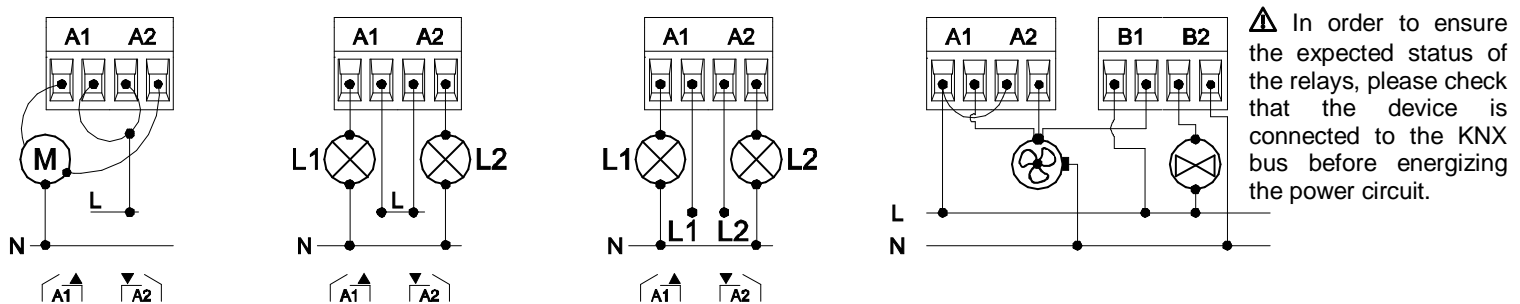 A1 A2
M
L
N
A1 A2
A1 A2
L1 L2
L
N
A1 A2
A1 A2
L1 L2
L1 L2
N
A1 A2
A1 A2 B1 B2
L
N
⚠ In order to ensure
the expected status of
the relays, please check
that the device is
connected to the KNX
bus before energizing
the power circuit.